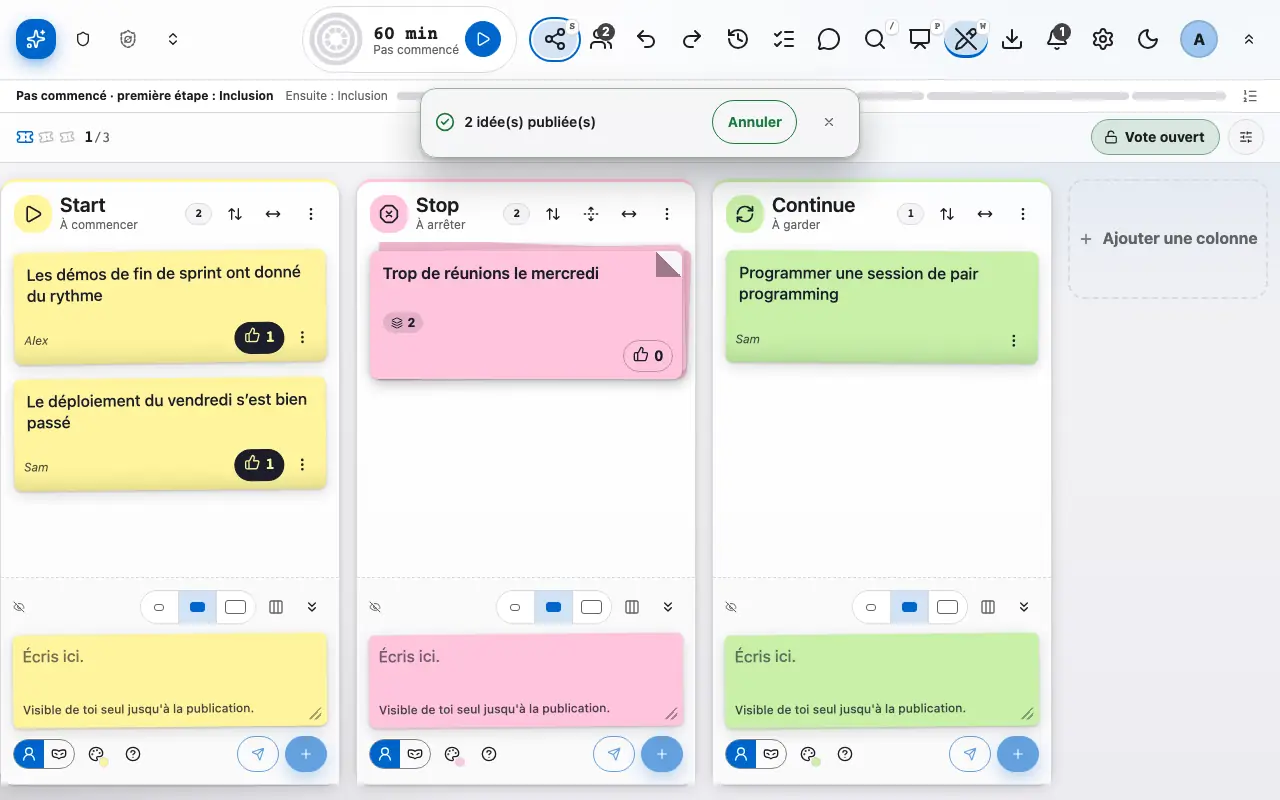 60 min
Pas commencé
S
2
/
P
W
1
A
Pas commencé · première étape : Inclusion
Ensuite : Inclusion
2 idée(s) publiée(s)
Annuler
1/3
Vote ouvert
Start
À commencer
2
Les démos de fin de sprint ont donné
du rythme
Alex
1
Le déploiement du vendredi s'est bien
passé
Sam
1
Écris ici.
Visible de toi seul jusqu'à la publication.
Stop
À arrêter
2
Trop de réunions le mercredi
2
0
Écris ici.
Visible de toi seul jusqu'à la publication.
Continue
À garder
1
Programmer une session de pair
programming
Sam
Écris ici.
Visible de toi seul jusqu'à la publication.
+ Ajouter une colonne